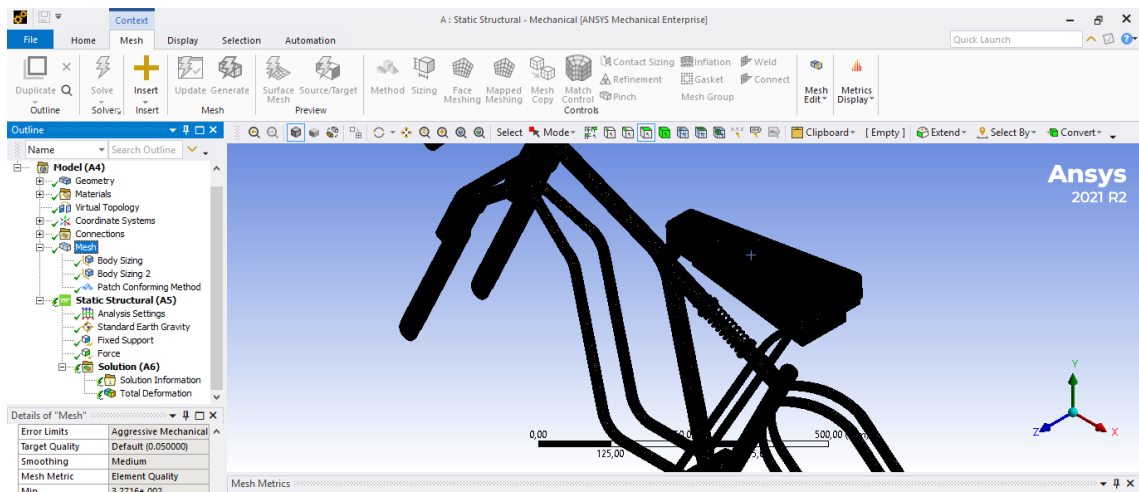 Context
A : Static Structural - Mechanical [ANSYS Mechanical Enterprise]
File Home Mesh Display Selection Automation
Quick Launch
Duplicate
Outline
Solve
Solver
Insert
Insert
Update Generate
Mesh
Surface Mesh
Source/Target
Preview
Method Sizing
Face Meshing
Mapped Meshing
Mesh Copy
Match Control
Contact Sizing
Refinement
Pinch
Inflation
Gasket
Mesh Group
Weld
Connect
Controls
Mesh Edit
Metrics Display
Outline
Name Search Outline
Select Mode Clipboard [ Empty ] Extend Select By Convert
Model (A4)
Geometry
Materials
Virtual Topology
Coordinate Systems
Connections
Mesh
Body Sizing
Body Sizing 2
Patch Conforming Method
Static Structural (A5)
Analysis Settings
Standard Earth Gravity
Fixed Support
Force
Solution (A6)
Solution Information
Total Deformation
Details of "Mesh"
Error Limits Aggressive Mechanical
Target Quality Default (0.050000)
Smoothing Medium
Mesh Metric Element Quality
Min 3.2716e-002
Ansys
2021 R2
0,00 500,00
125,00
Y
Z X
Mesh Metrics